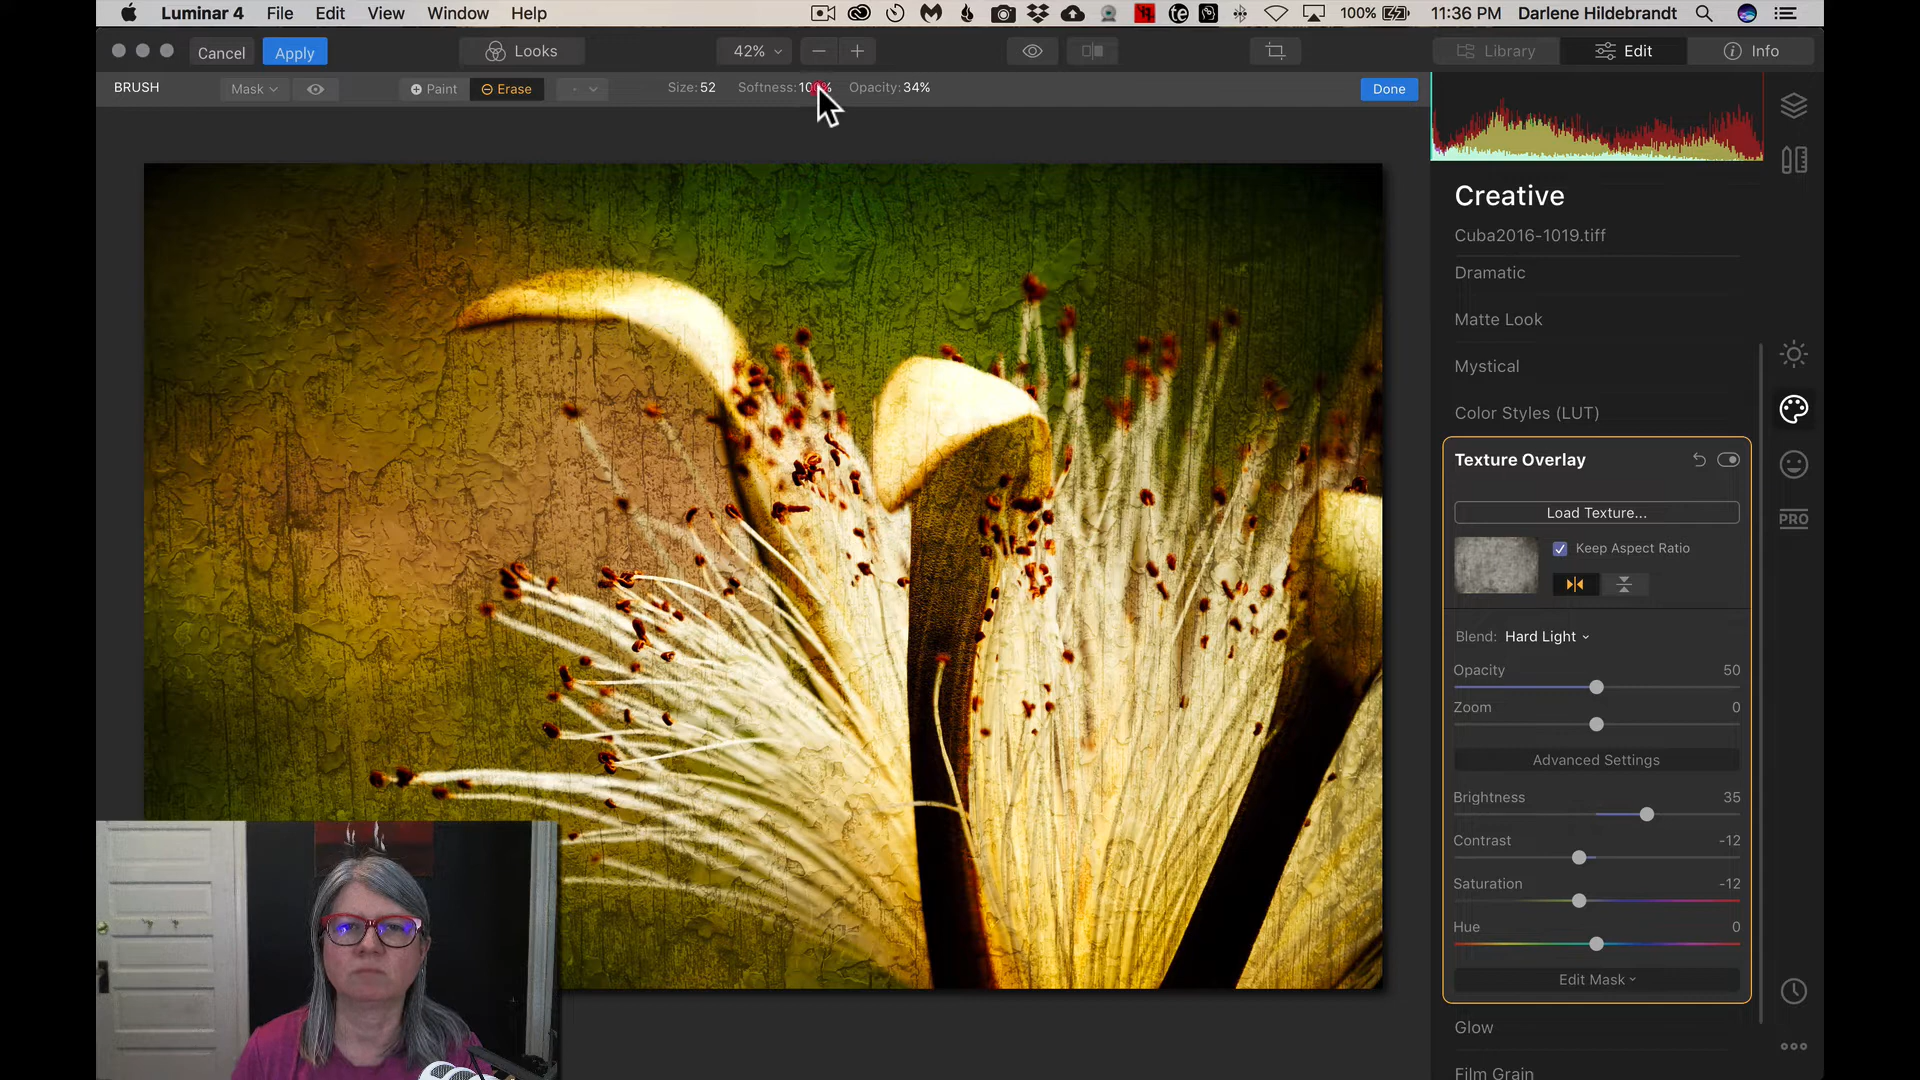 Luminar 4 File Edit View Window Help 100% 11:36 PM Darlene Hildebrandt
Cancel Apply Looks 42% Library Edit Info
BRUSH Mask Paint Erase Size: 52 Softness: 100% Opacity: 34% Done
Creative
Cuba2016-1019.tiff
Dramatic
Matte Look
Mystical
Color Styles (LUT)
Texture Overlay
Load Texture...
Keep Aspect Ratio
Blend: Hard Light
Opacity 50
Zoom 0
Advanced Settings
Brightness 35
Contrast -12
Saturation -12
Hue 0
Edit Mask
Glow
Film Grain
PRO
te